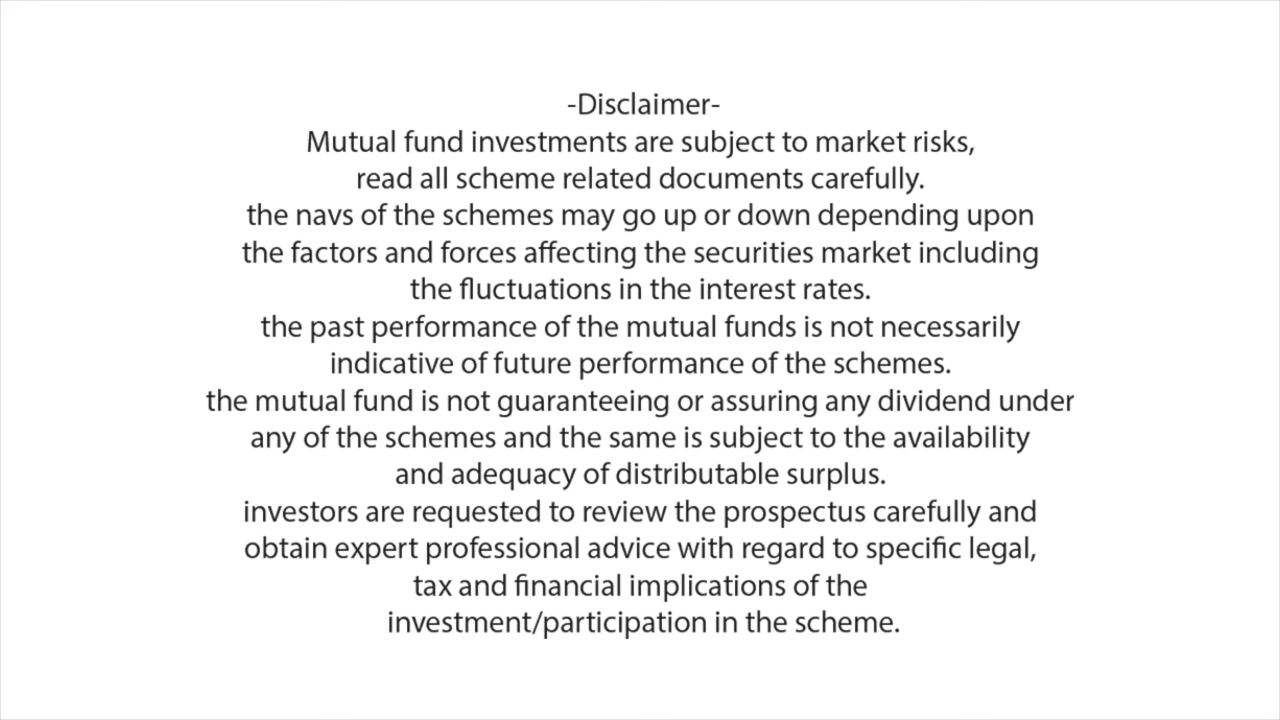 -Disclaimer-
Mutual fund investments are subject to market risks,
read all scheme related documents carefully.
the navs of the schemes may go up or down depending upon
the factors and forces affecting the securities market including
the fluctuations in the interest rates.
the past performance of the mutual funds is not necessarily
indicative of future performance of the schemes.
the mutual fund is not guaranteeing or assuring any dividend under
any of the schemes and the same is subject to the availability
and adequacy of distributable surplus.
investors are requested to review the prospectus carefully and
obtain expert professional advice with regard to specific legal,
tax and financial implications of the
investment/participation in the scheme.